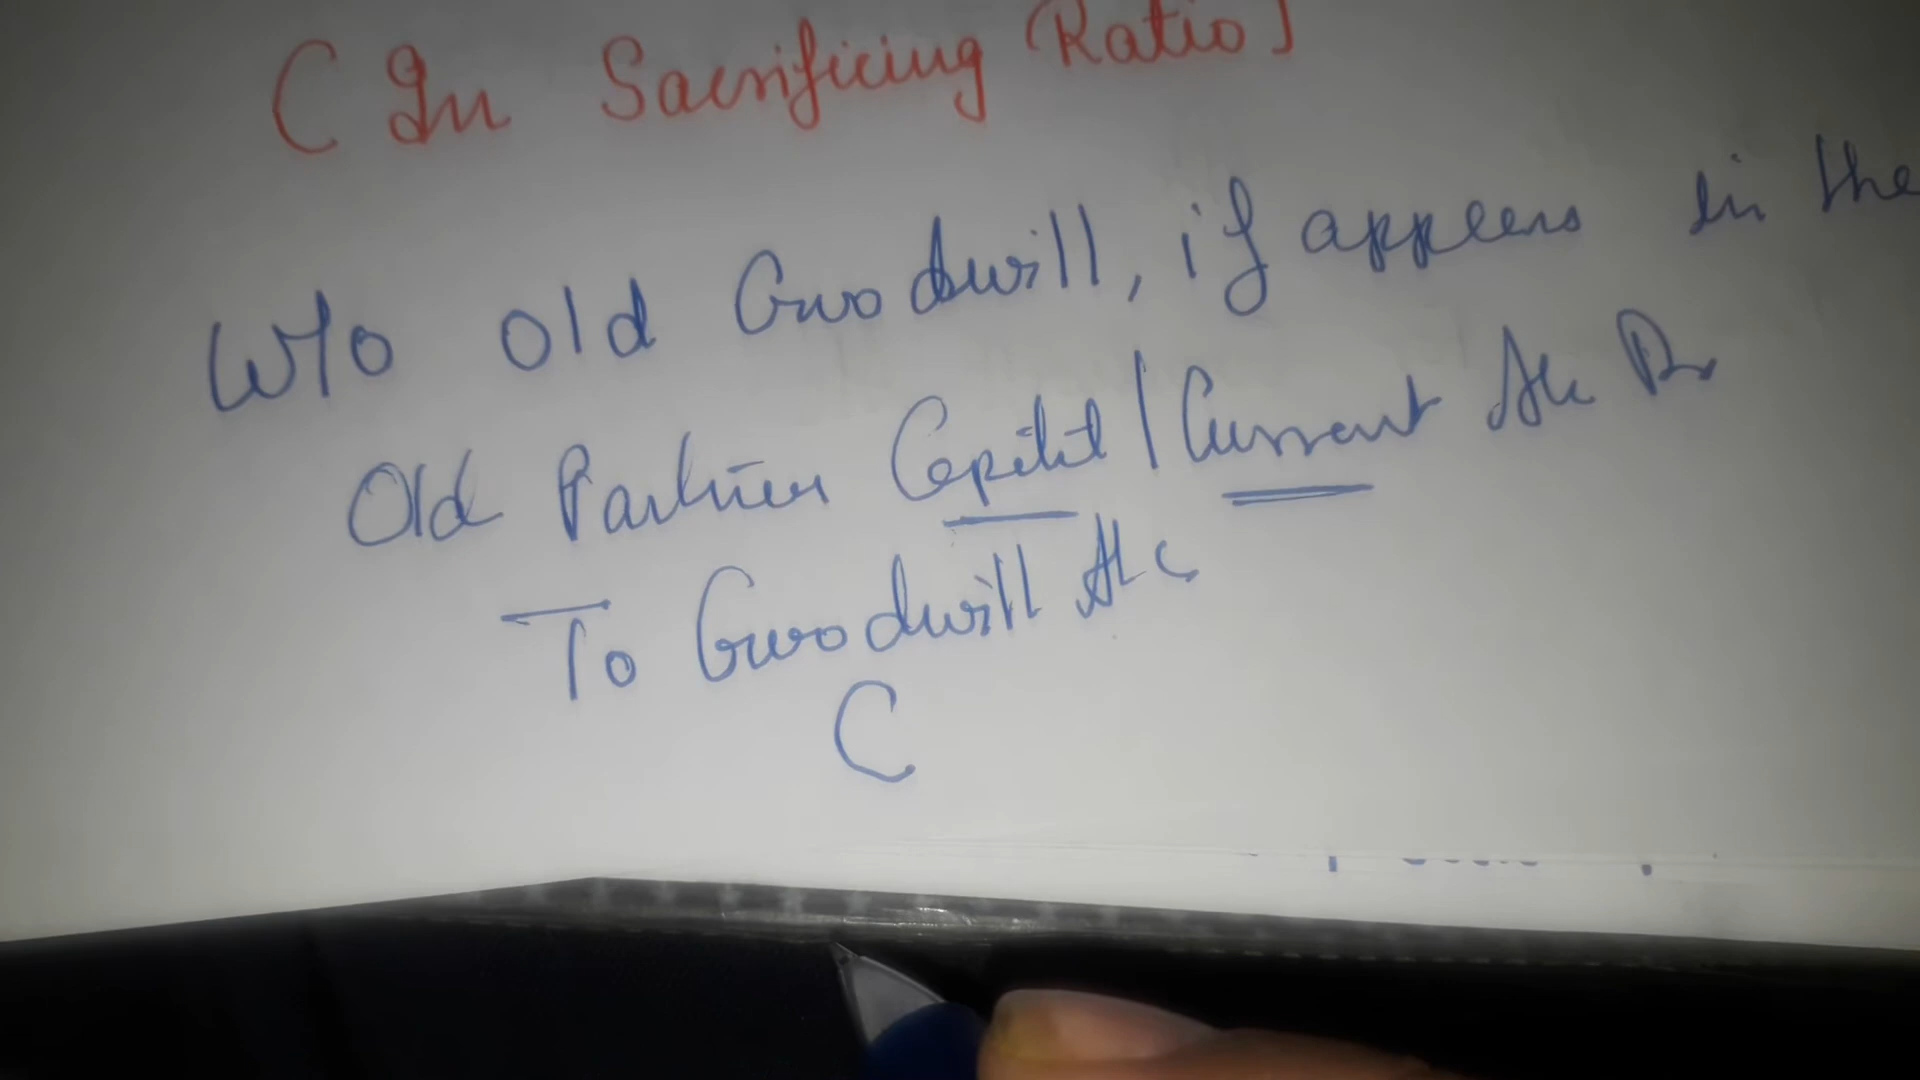 ( In Sacrificing Ratio ]
W/o old Goodwill, if appears in the
Old Partner Capital / Current A/c Dr
To Goodwill A/c
(